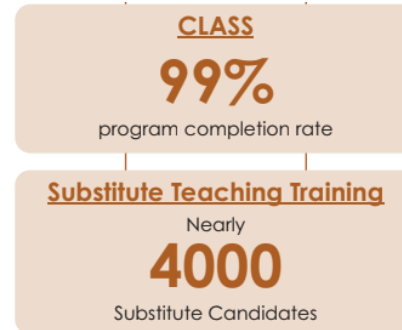 CLASS
99%
program completion rate
Substitute Teaching Training
Nearly
4000
Substitute Candidates